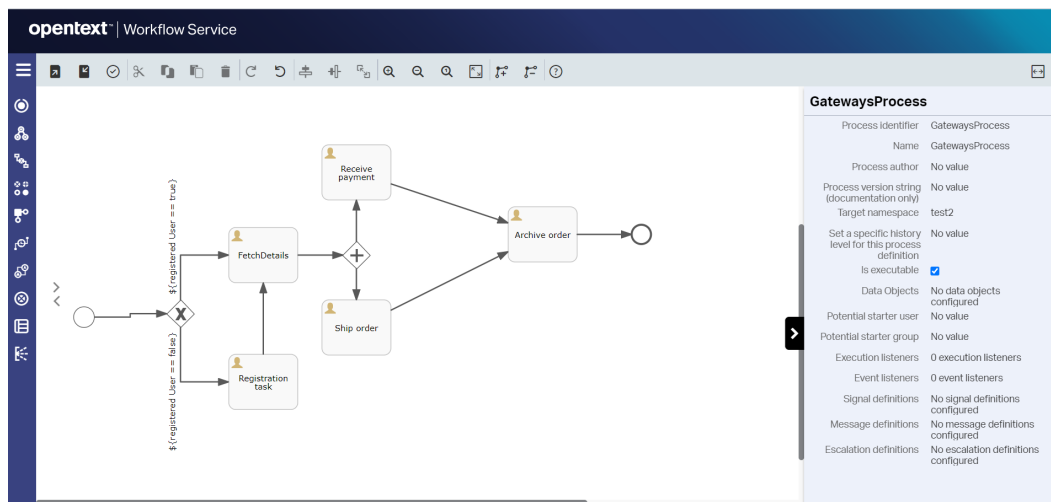 opentext™ | Workflow Service
GatewaysProcess
Process identifier GatewaysProcess
Name GatewaysProcess
Process author No value
Process version string No value
(documentation only)
Target namespace test2
Set a specific history No value
level for this process
definition
Is executable
Data Objects No data objects
configured
Potential starter user No value
Potential starter group No value
Execution listeners 0 execution listeners
Event listeners 0 event listeners
Signal definitions No signal definitions
configured
Message definitions No message definitions
configured
Escalation definitions No escalation definitions
configured
${registered User == true}
${registered User == false}
X
FetchDetails
Registration
task
Receive
payment
Ship order
Archive order